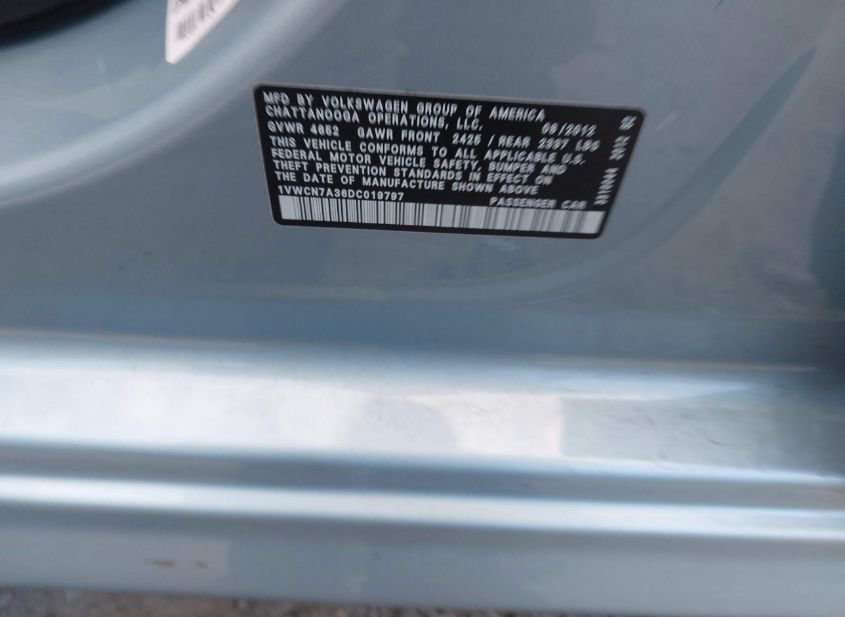 MFD BY VOLKSWAGEN GROUP OF AMERICA
CHATTANOOGA OPERATIONS, LLC. 08/2012
GVWR 4652 GAWR FRONT 2425 / REAR 2337 LBS
THIS VEHICLE CONFORMS TO ALL APPLICABLE U.S.
FEDERAL MOTOR VEHICLE SAFETY, BUMPER AND
THEFT PREVENTION STANDARDS IN EFFECT ON
THE DATE OF MANUFACTURE SHOWN ABOVE
1VWCN7A36DC019797 PASSENGER CAR